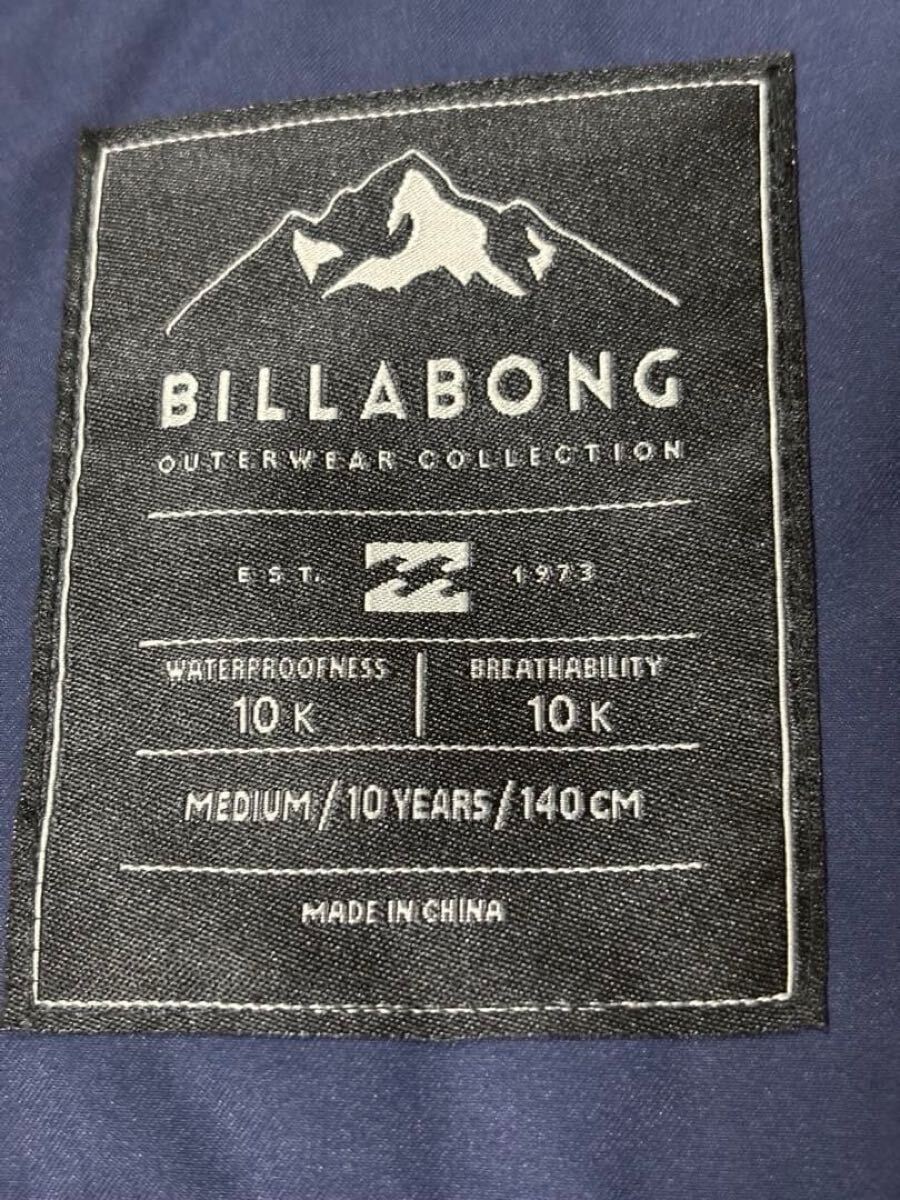 BILLABONG
OUTERWEAR COLLECTION
EST. 1973
WATERPROOFNESS BREATHABILITY
10 K 10 K
MEDIUM/10 YEARS/140 CM
MADE IN CHINA